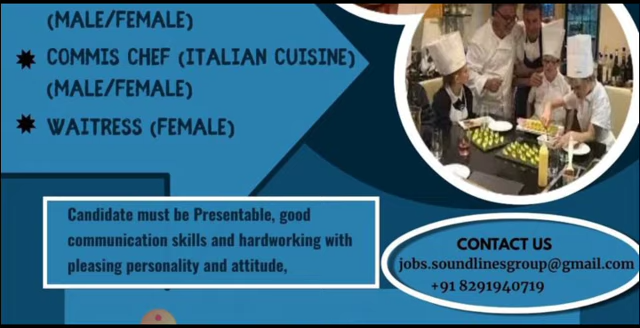 (MALE/FEMALE)
COMMIS CHEF (ITALIAN CUISINE)
(MALE/FEMALE)
WAITRESS (FEMALE)
Candidate must be Presentable, good
communication skills and hardworking with
pleasing personality and attitude,
CONTACT US
jobs.soundlinesgroup@gmail.com
+91 8291940719